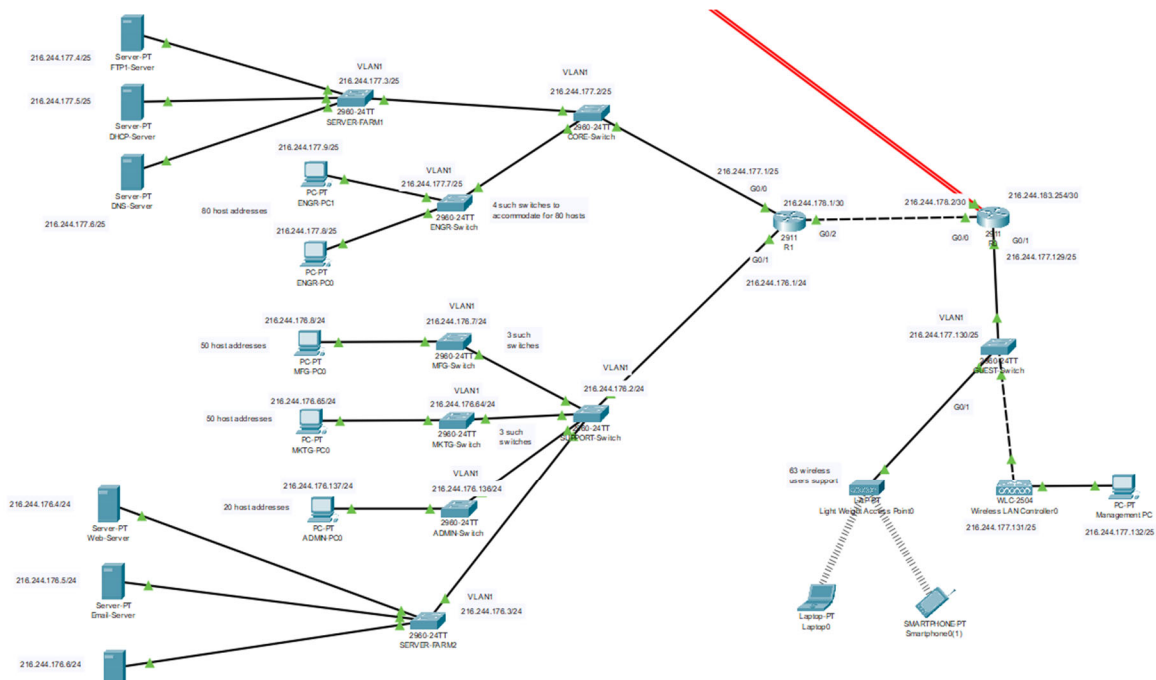 216.244.177.4/25
Server-PT
FTP1-Server
VLAN1
216.244.177.3/25
2960-24TT
SERVER-FARM1
216.244.177.5/25
Server-PT
DHCP-Server
Server-PT
DNS-Server
216.244.177.6/25
VLAN1
216.244.177.2/25
2960-24TT
CORE-Switch
216.244.177.9/25
PC-PT
ENGR-PC1
VLAN1
216.244.177.7/25
2960-24TT
ENGR-Switch
4 such switches to
accommodate for 80 hosts
80 host addresses
216.244.177.8/25
PC-PT
ENGR-PC0
216.244.177.1/25
G0/0
216.244.178.1/30
2911
R1
G0/2
G0/1
216.244.176.1/24
216.244.178.2/30
216.244.183.254/30
G0/0
2911
G0/1
216.244.177.129/25
VLAN1
216.244.177.130/25
2960-24TT
GUEST-Switch
G0/1
216.244.176.8/24
50 host addresses
PC-PT
MFG-PC0
VLAN1
216.244.176.7/24
2960-24TT
MFG-Switch
3 such
switches
216.244.176.65/24
50 host addresses
PC-PT
MKTG-PC0
VLAN1
216.244.176.64/24
2960-24TT
MKTG-Switch
3 such
switches
VLAN1
216.244.176.2/24
2960-24TT
SUPPORT-Switch
216.244.176.137/24
20 host addresses
PC-PT
ADMIN-PC0
VLAN1
216.244.176.136/24
2960-24TT
ADMIN-Switch
216.244.176.4/24
Server-PT
Web-Server
216.244.176.5/24
Server-PT
Email-Server
216.244.176.6/24
VLAN1
216.244.176.3/24
2960-24TT
SERVER-FARM2
63 wireless
users support
LAP-PT
Light Weight Access Point0
WLC-2504
Wireless LAN Controller0
216.244.177.131/25
PC-PT
Management PC
216.244.177.132/25
Laptop-PT
Laptop0
SMARTPHONE-PT
Smartphone0(1)